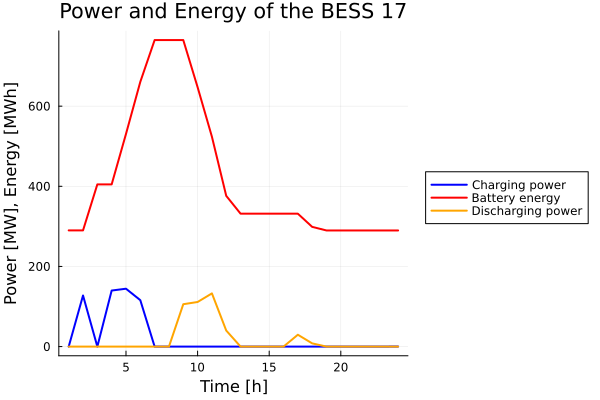 Power and Energy of the BESS 17
Power [MW], Energy [MWh]
600
400
200
0
5
10
15
20
Time [h]
Charging power
Battery energy
Discharging power